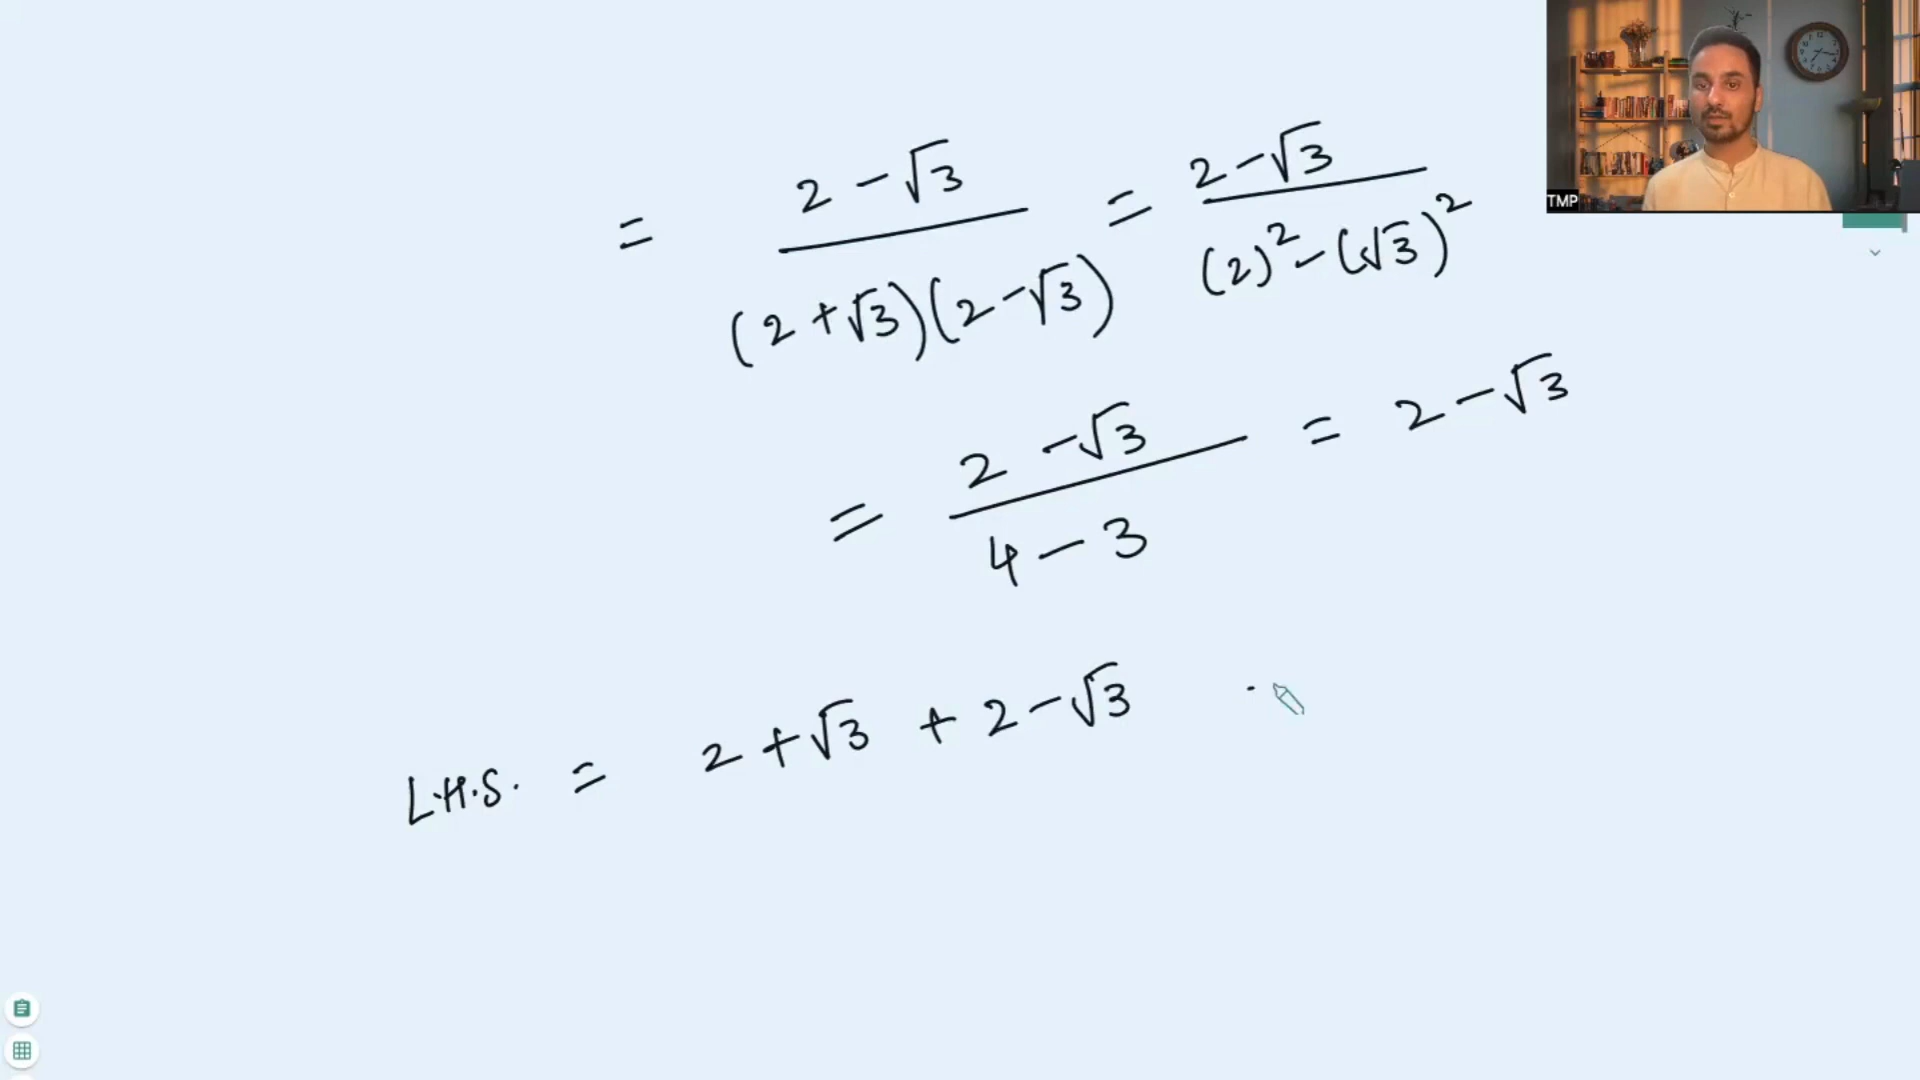 TMP
= (2 - √3) / ((2 + √3)(2 - √3)) = (2 - √3) / ((2)² - (√3)²)
= (2 - √3) / (4 - 3) = 2 - √3
L.H.S. = 2 + √3 + 2 - √3